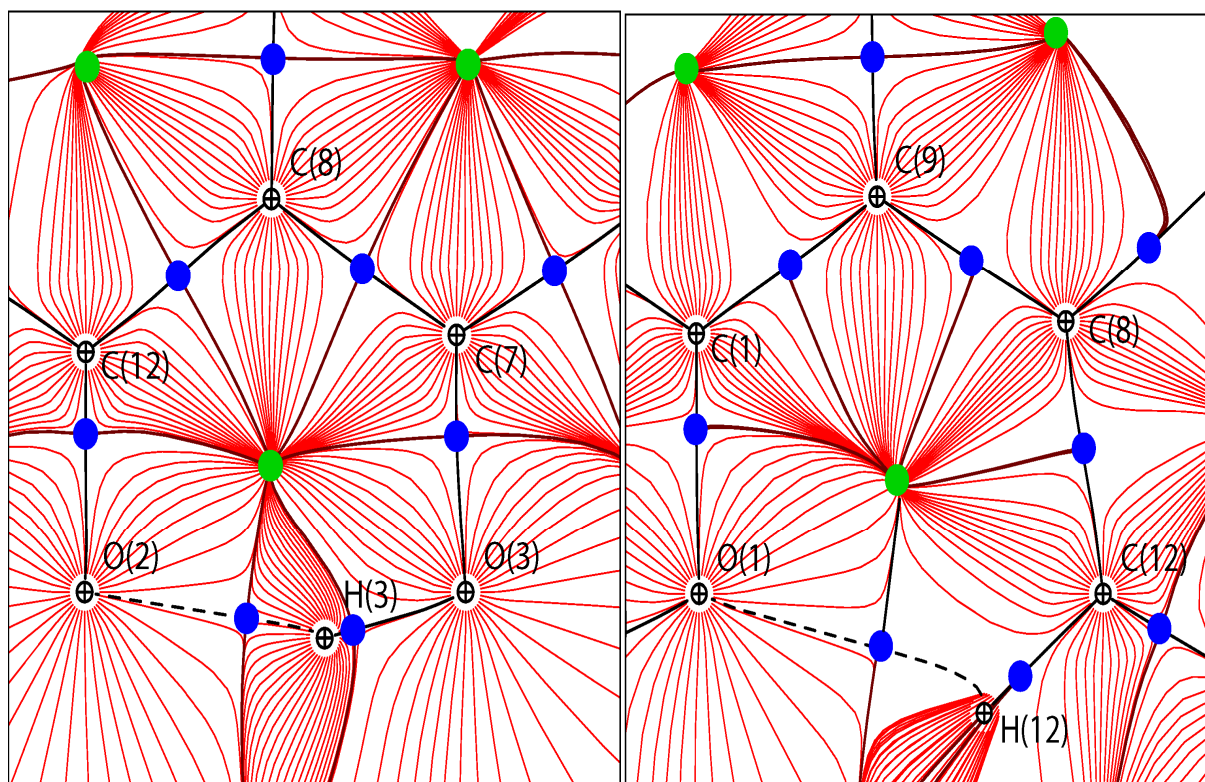 C(8)
C(12)
C(7)
O(2)
O(3)
H(3)
C(9)
C(1)
C(8)
O(1)
C(12)
H(12)